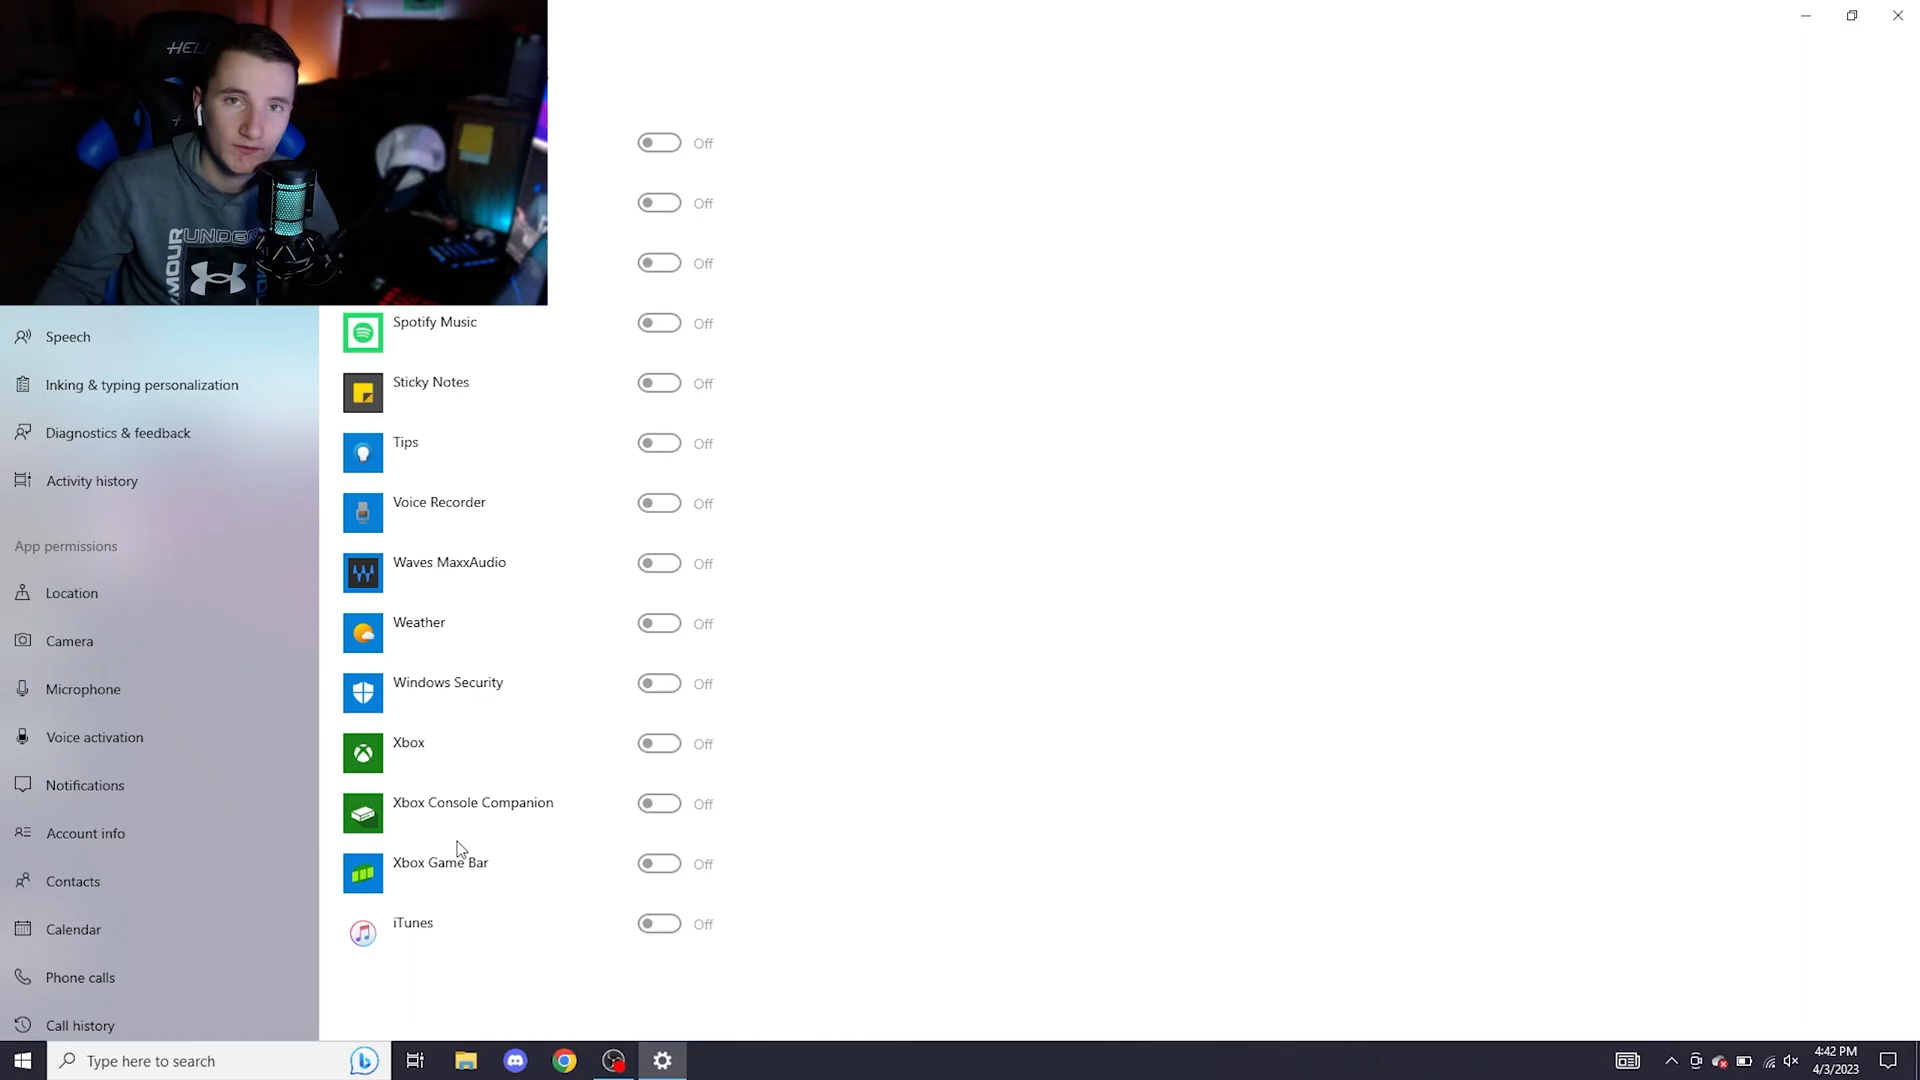 HELL
UNDER
RMOUR
Off
Off
Off
Spotify Music
Off
Speech
Sticky Notes
Off
Inking & typing personalization
Diagnostics & feedback
Tips
Off
Activity history
Voice Recorder
Off
App permissions
Waves MaxxAudio
Off
Location
Weather
Off
Camera
Windows Security
Off
Microphone
Voice activation
Xbox
Off
Notifications
Xbox Console Companion
Off
Account info
Xbox Game Bar
Off
Contacts
Calendar
iTunes
Off
Phone calls
Call history
Type here to search
4:42 PM
4/3/2023